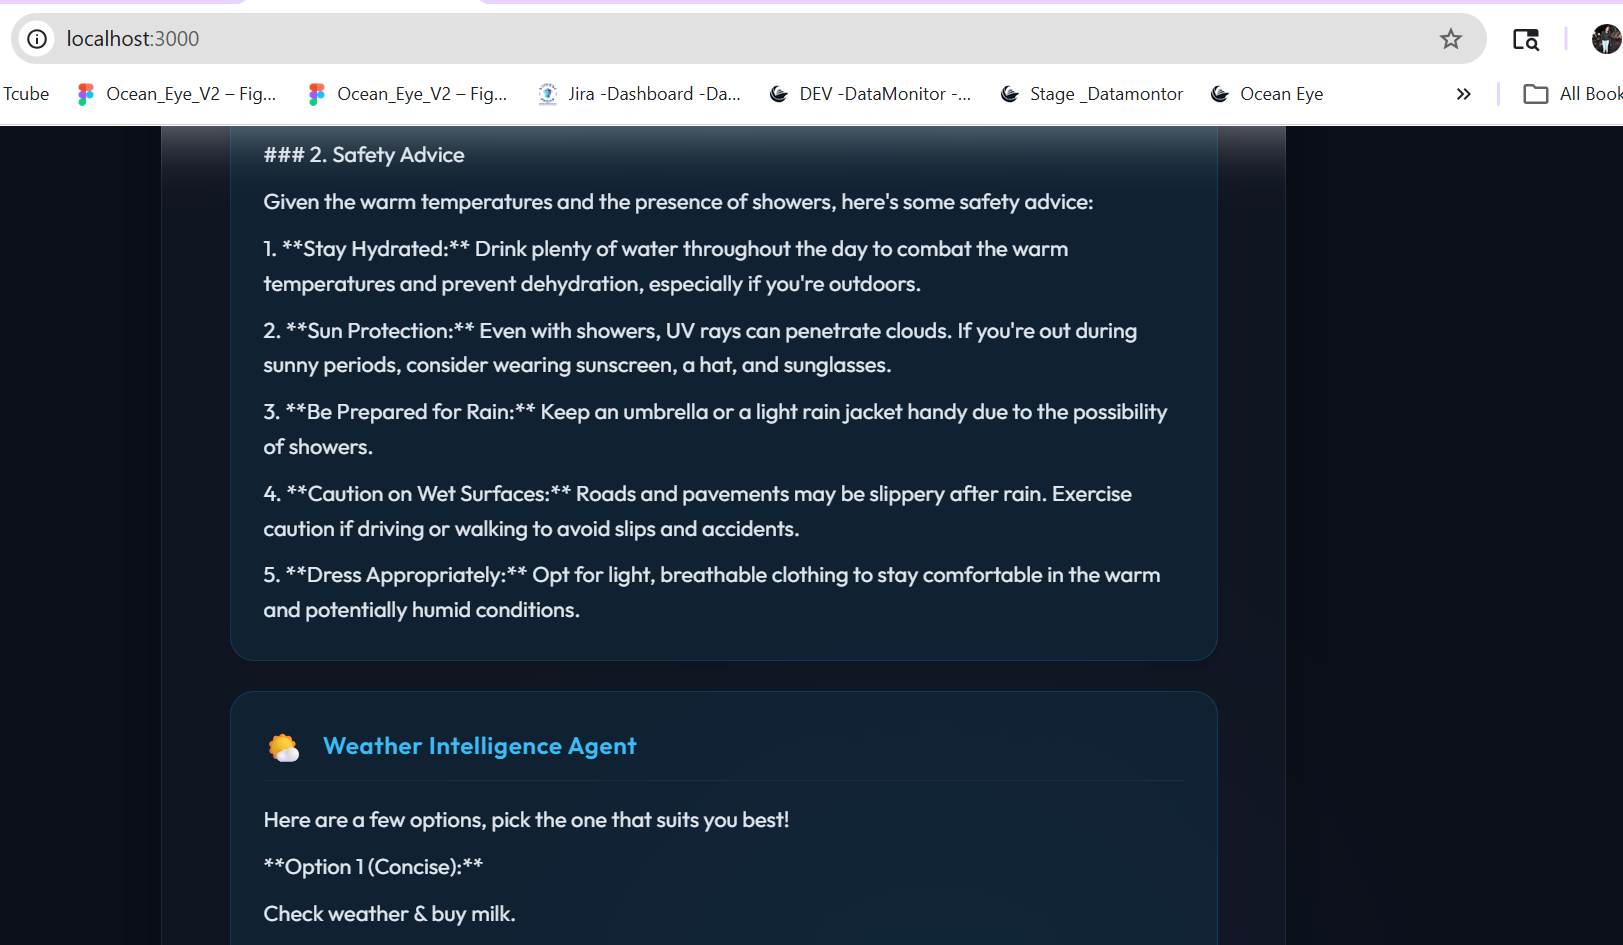 localhost:3000
Tcube Ocean_Eye_V2 – Fig... Ocean_Eye_V2 – Fig... Jira -Dashboard -Da... DEV -DataMonitor -... Stage _Datamontor Ocean Eye » All Book
### 2. Safety Advice
Given the warm temperatures and the presence of showers, here's some safety advice:
1. **Stay Hydrated:** Drink plenty of water throughout the day to combat the warm
temperatures and prevent dehydration, especially if you're outdoors.
2. **Sun Protection:** Even with showers, UV rays can penetrate clouds. If you're out during
sunny periods, consider wearing sunscreen, a hat, and sunglasses.
3. **Be Prepared for Rain:** Keep an umbrella or a light rain jacket handy due to the possibility
of showers.
4. **Caution on Wet Surfaces:** Roads and pavements may be slippery after rain. Exercise
caution if driving or walking to avoid slips and accidents.
5. **Dress Appropriately:** Opt for light, breathable clothing to stay comfortable in the warm
and potentially humid conditions.
Weather Intelligence Agent
Here are a few options, pick the one that suits you best!
**Option 1 (Concise):**
Check weather & buy milk.